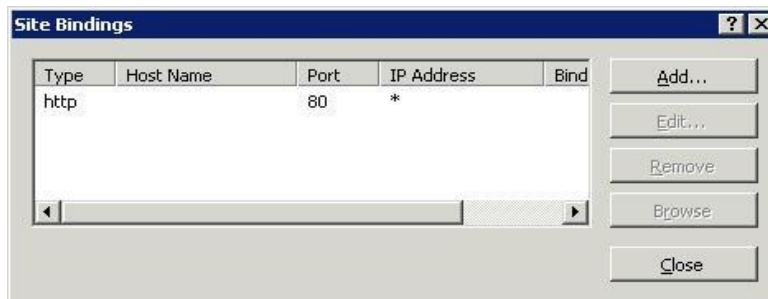 Site Bindings
Type Host Name Port IP Address Bind
http 80 *
Add...
Edit...
Remove
Browse
Close